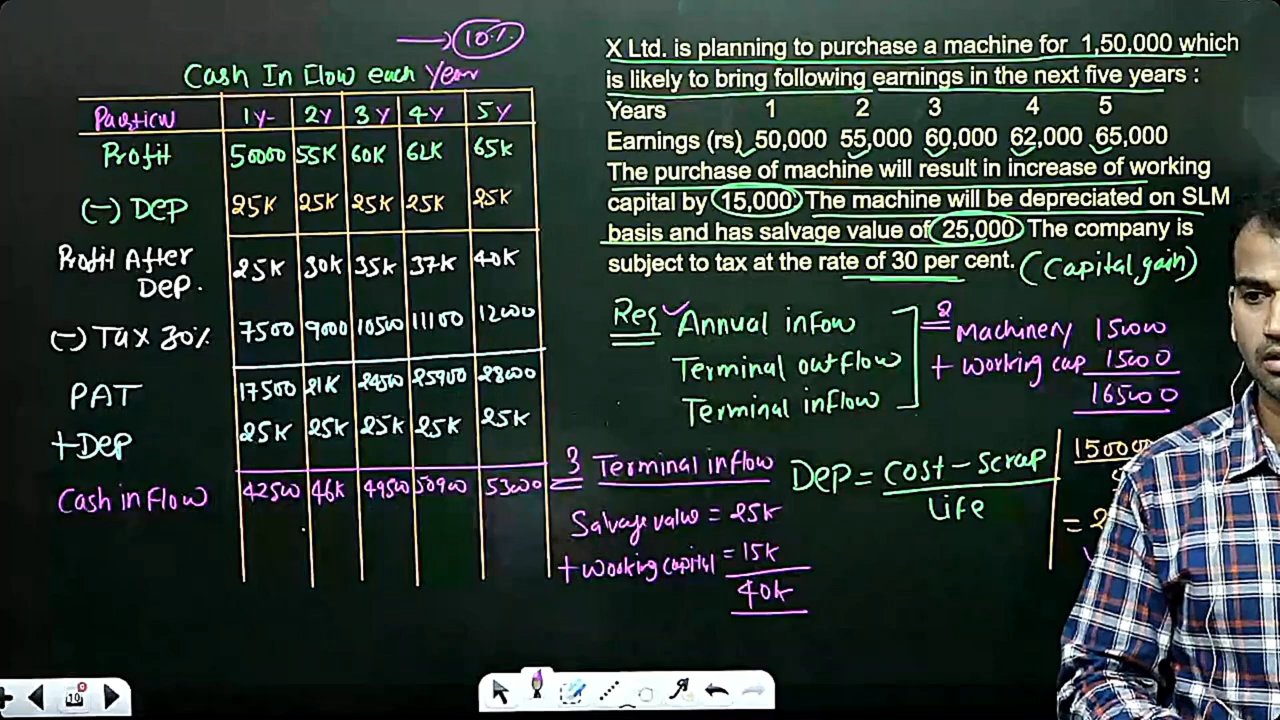 → 10%
Cash In Flow each Year
Particu 1Y- 2Y 3Y 4Y 5Y
Profit 50000 55K 60K 62K 65K
(-) Dep 25K 25K 25K 25K 25K
Profit After Dep. 25K 30K 35K 37K 40K
(-) Tax 30% 7500 9000 10500 11100 12000
PAT 17500 21K 24500 25900 28000
+Dep 25K 25K 25K 25K 25K
Cash in Flow 42500 46K 49500 50900 53000
X Ltd. is planning to purchase a machine for 1,50,000 which
is likely to bring following earnings in the next five years :
Years 1 2 3 4 5
Earnings (rs) 50,000 55,000 60,000 62,000 65,000
The purchase of machine will result in increase of working
capital by 15,000. The machine will be depreciated on SLM
basis and has salvage value of 25,000 The company is
subject to tax at the rate of 30 per cent. (Capital gain)
Req Annual infow
Terminal outflow
Terminal inflow
2 Machinery 150000
+ Working cap 15000
165000
3 Terminal inflow
Salvage value = 25K
+ Working capital = 15K
40K
Dep = Cost - Scrap
Life
10